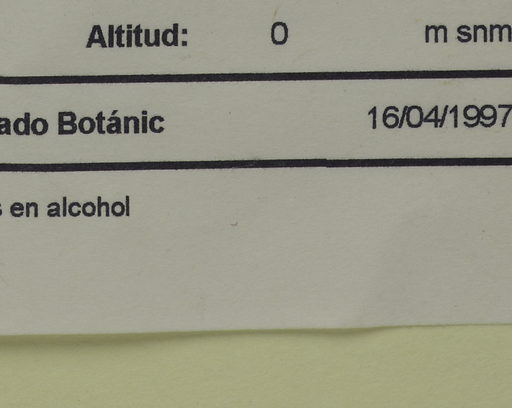 Altitud: 0 m snm
ado Botánic 16/04/1997
s en alcohol